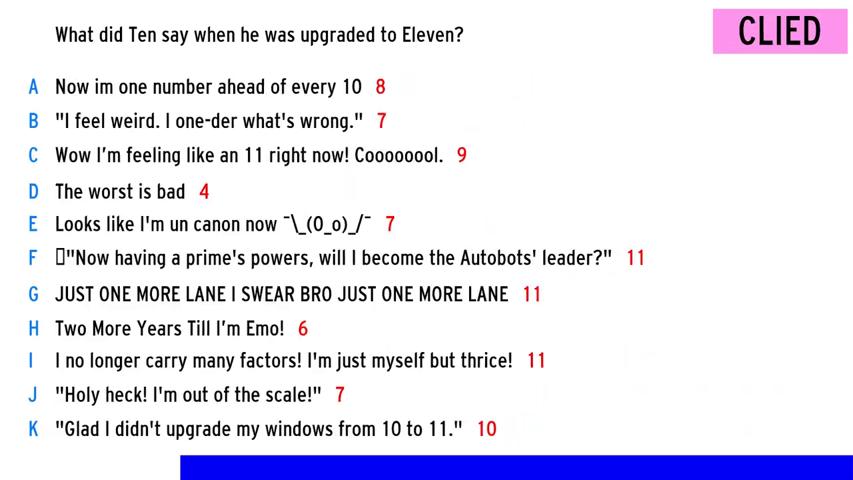 What did Ten say when he was upgraded to Eleven?
CLIED
A Now im one number ahead of every 10 8
B "I feel weird. I one-der what's wrong." 7
C Wow I’m feeling like an 11 right now! Coooooool. 9
D The worst is bad 4
E Looks like I'm un canon now ¯\_(0_o)_/¯ 7
F "Now having a prime's powers, will I become the Autobots' leader?" 11
G JUST ONE MORE LANE I SWEAR BRO JUST ONE MORE LANE 11
H Two More Years Till I’m Emo! 6
I I no longer carry many factors! I'm just myself but thrice! 11
J "Holy heck! I'm out of the scale!" 7
K "Glad I didn't upgrade my windows from 10 to 11." 10